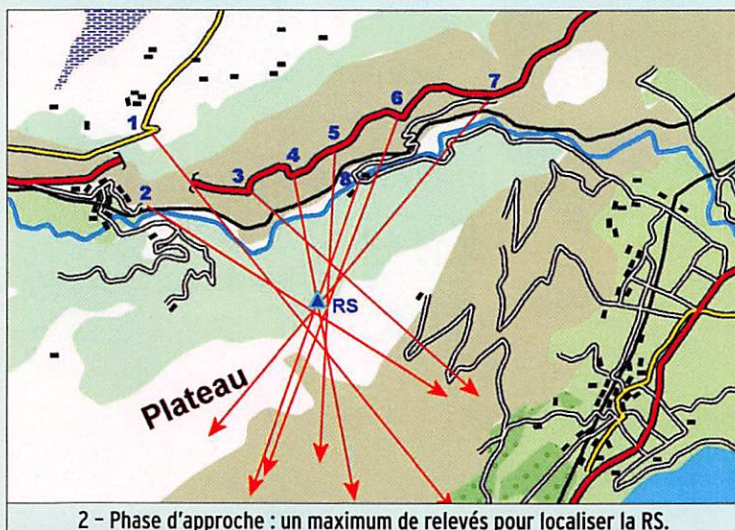 1
2
3
4
5
6
7
8
RS
Plateau
2 – Phase d'approche : un maximum de relevés pour localiser la RS.